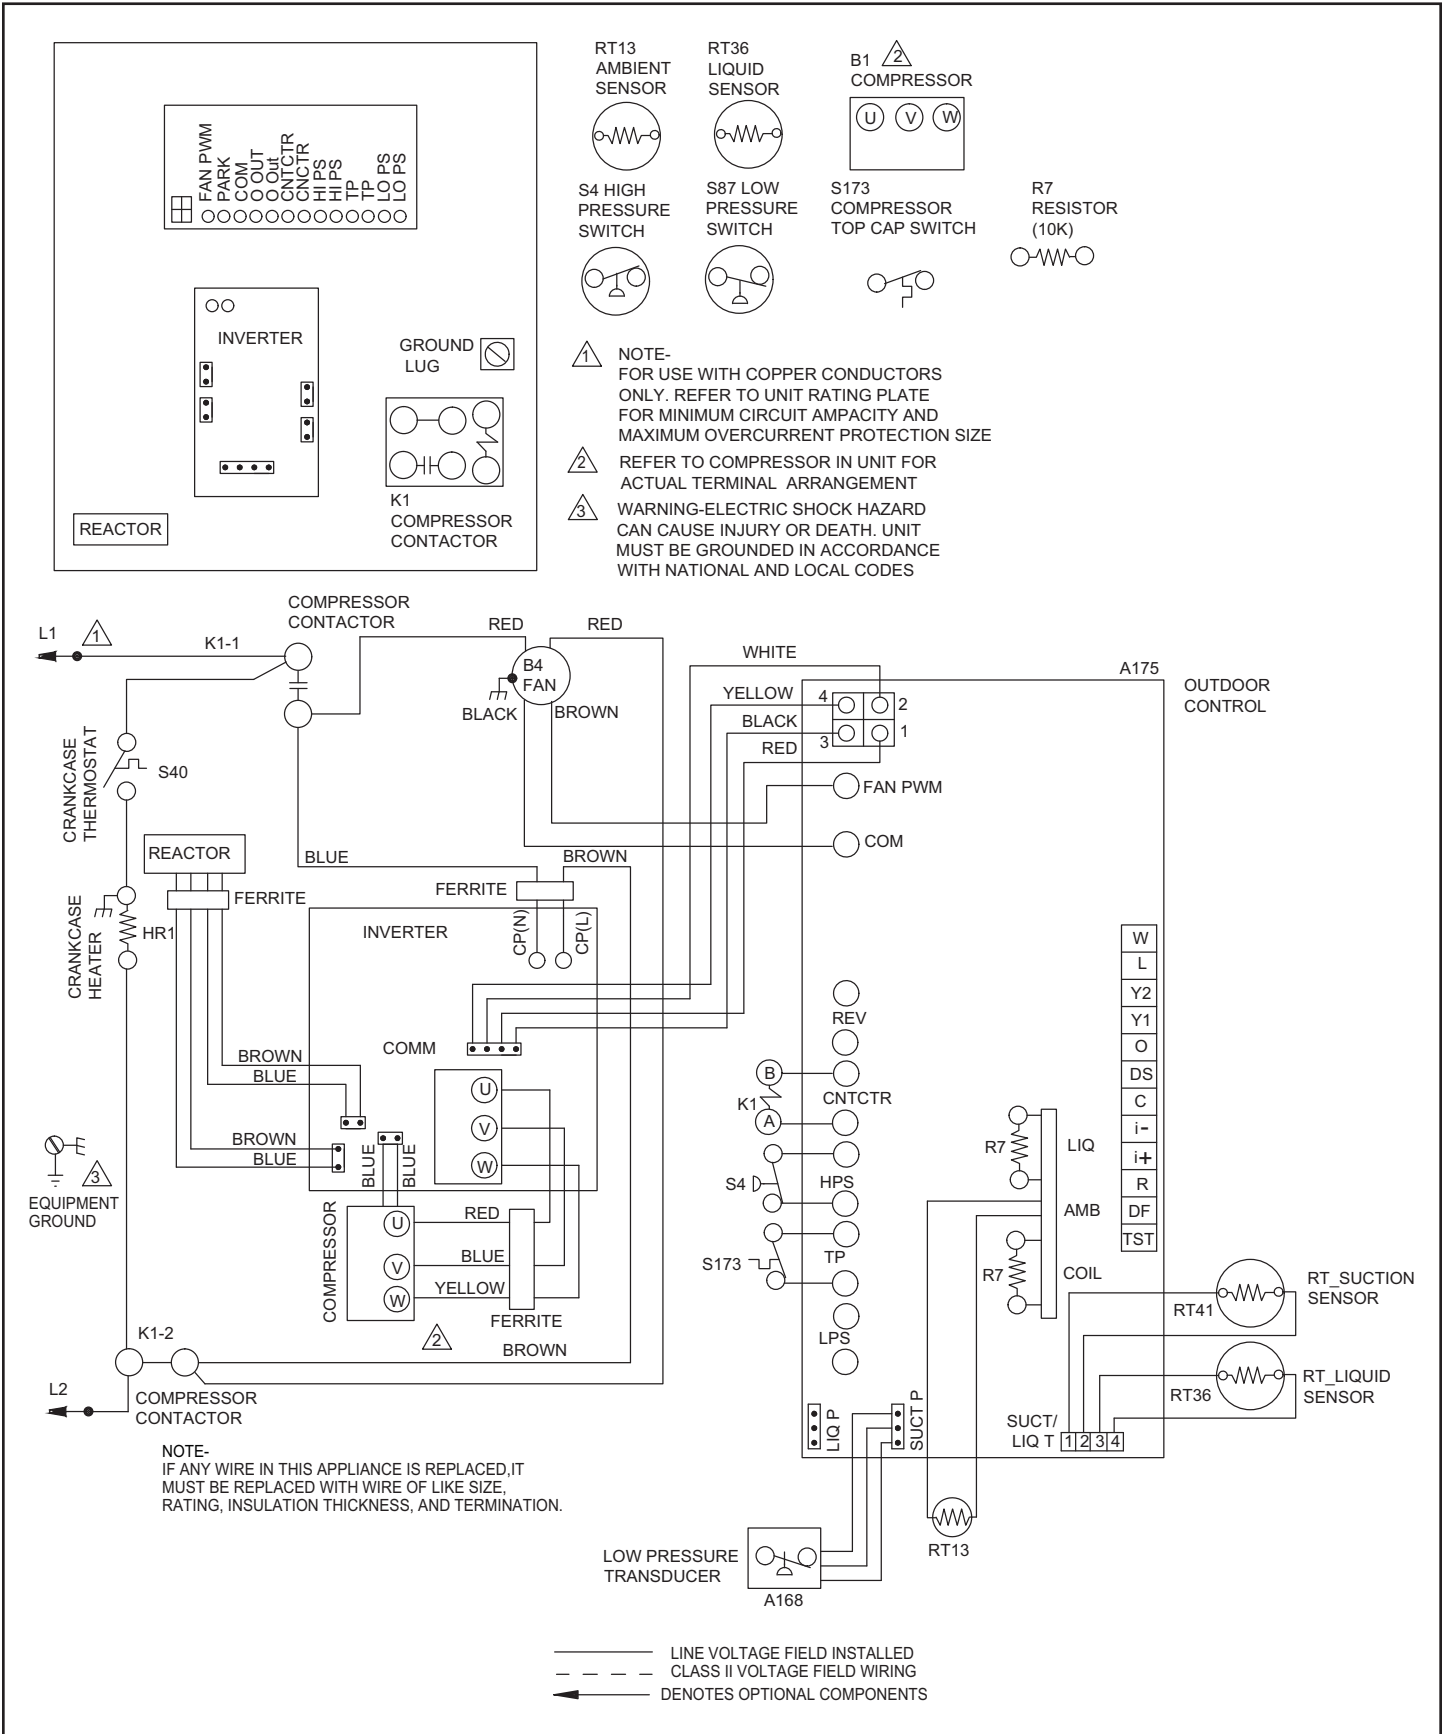 RT13
AMBIENT
SENSOR
RT36
LIQUID
SENSOR
B1 2
COMPRESSOR
U V W
FAN PWM
PARK
COM
O OUT
O Out
CNTCTR
CNCTR
HI PS
HI PS
TP
TP
LO PS
LO PS
S4 HIGH
PRESSURE
SWITCH
S87 LOW
PRESSURE
SWITCH
S173
COMPRESSOR
TOP CAP SWITCH
R7
RESISTOR
(10K)
INVERTER
GROUND
LUG
K1
COMPRESSOR
CONTACTOR
REACTOR
1 NOTE-
FOR USE WITH COPPER CONDUCTORS
ONLY. REFER TO UNIT RATING PLATE
FOR MINIMUM CIRCUIT AMPACITY AND
MAXIMUM OVERCURRENT PROTECTION SIZE
2 REFER TO COMPRESSOR IN UNIT FOR
ACTUAL TERMINAL ARRANGEMENT
3 WARNING-ELECTRIC SHOCK HAZARD
CAN CAUSE INJURY OR DEATH. UNIT
MUST BE GROUNDED IN ACCORDANCE
WITH NATIONAL AND LOCAL CODES
COMPRESSOR
CONTACTOR
L1 1
K1-1
RED
RED
B4
FAN
BLACK
BROWN
WHITE
YELLOW
BLACK
RED
4 2
3 1
A175
OUTDOOR
CONTROL
FAN PWM
COM
CRANKCASE
THERMOSTAT
S40
REACTOR
FERRITE
BLUE
BROWN
FERRITE
CP(N)
CP(L)
INVERTER
CRANKCASE
HEATER
HR1
COMM
BROWN
BLUE
BROWN
BLUE
U
V
W
BLUE
BLUE
3
EQUIPMENT
GROUND
COMPRESSOR
U
V
W
RED
BLUE
YELLOW
FERRITE
2
K1-2
BROWN
L2
COMPRESSOR
CONTACTOR
REV
B
K1
A
CNTCTR
S4
HPS
S173
TP
LPS
W
L
Y2
Y1
O
DS
C
i-
i+
R
DF
TST
R7
LIQ
AMB
R7
COIL
RT41
RT_SUCTION
SENSOR
RT36
RT_LIQUID
SENSOR
LIQ P
SUCT P
SUCT/
LIQ T
1 2 3 4
NOTE-
IF ANY WIRE IN THIS APPLIANCE IS REPLACED,IT
MUST BE REPLACED WITH WIRE OF LIKE SIZE,
RATING, INSULATION THICKNESS, AND TERMINATION.
RT13
LOW PRESSURE
TRANSDUCER
A168
LINE VOLTAGE FIELD INSTALLED
CLASS II VOLTAGE FIELD WIRING
DENOTES OPTIONAL COMPONENTS